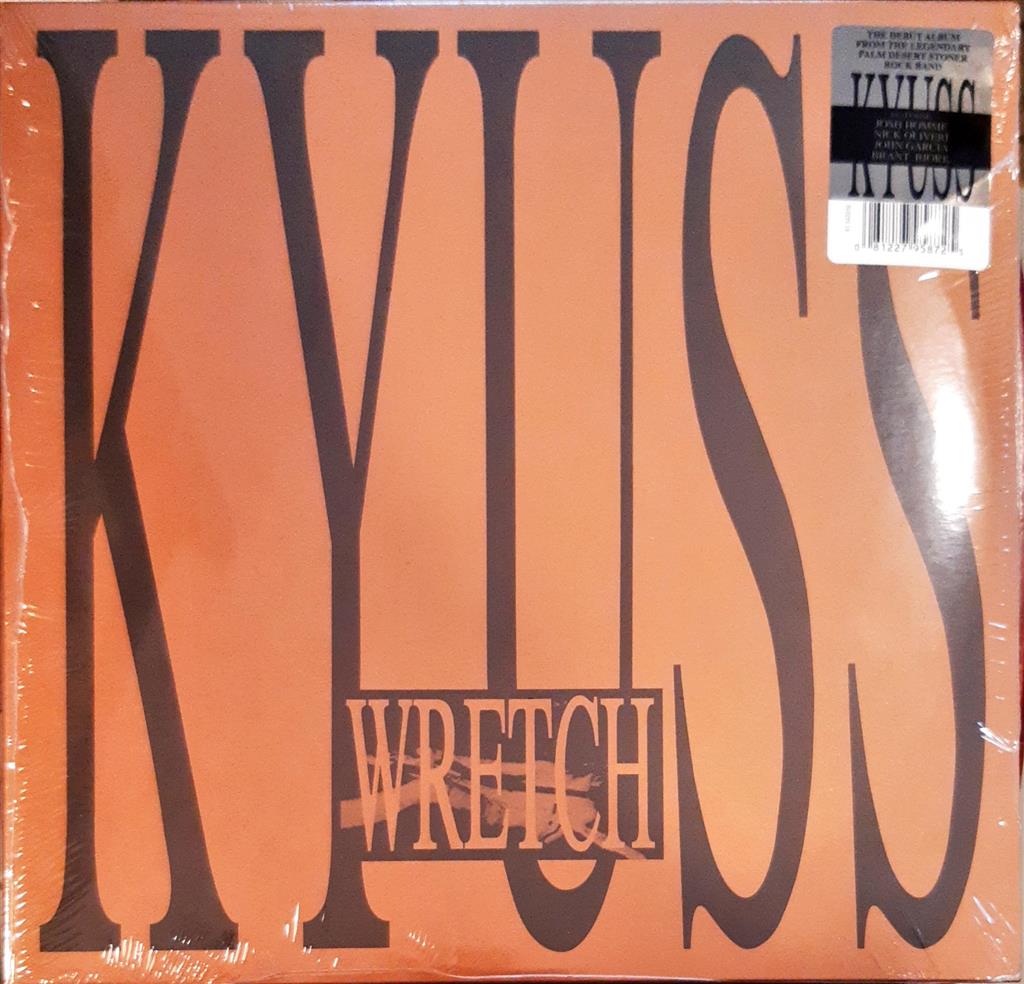 KYUSS
WRETCH
THE DEBUT ALBUM
FROM THE LEGENDARY
PALM DESERT STONER
ROCK BAND
KYUSS
JOSH HOMME
NICK OLIVERI
JOHN GARCIA
BRANT BJORK
KYUSS
0 81227 95872 5